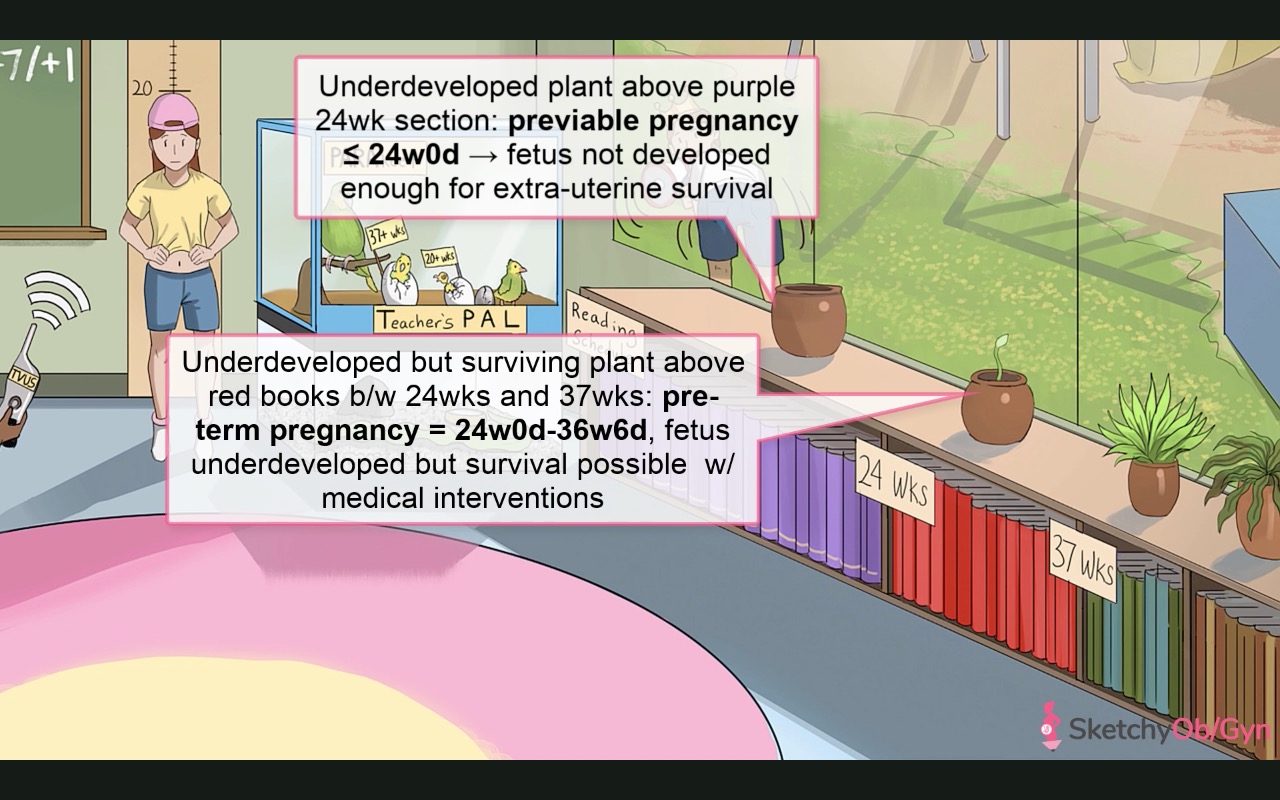 -7/+1
20
Underdeveloped plant above purple
24wk section: previable pregnancy
≤ 24w0d → fetus not developed
enough for extra-uterine survival
37+ wks
20+ wks
Teacher's PAL
Reading
TVUS
Underdeveloped but surviving plant above
red books b/w 24wks and 37wks: pre-
term pregnancy = 24w0d-36w6d, fetus
underdeveloped but survival possible w/
medical interventions
24 WKS
37 WKS
SketchyOb/Gyn